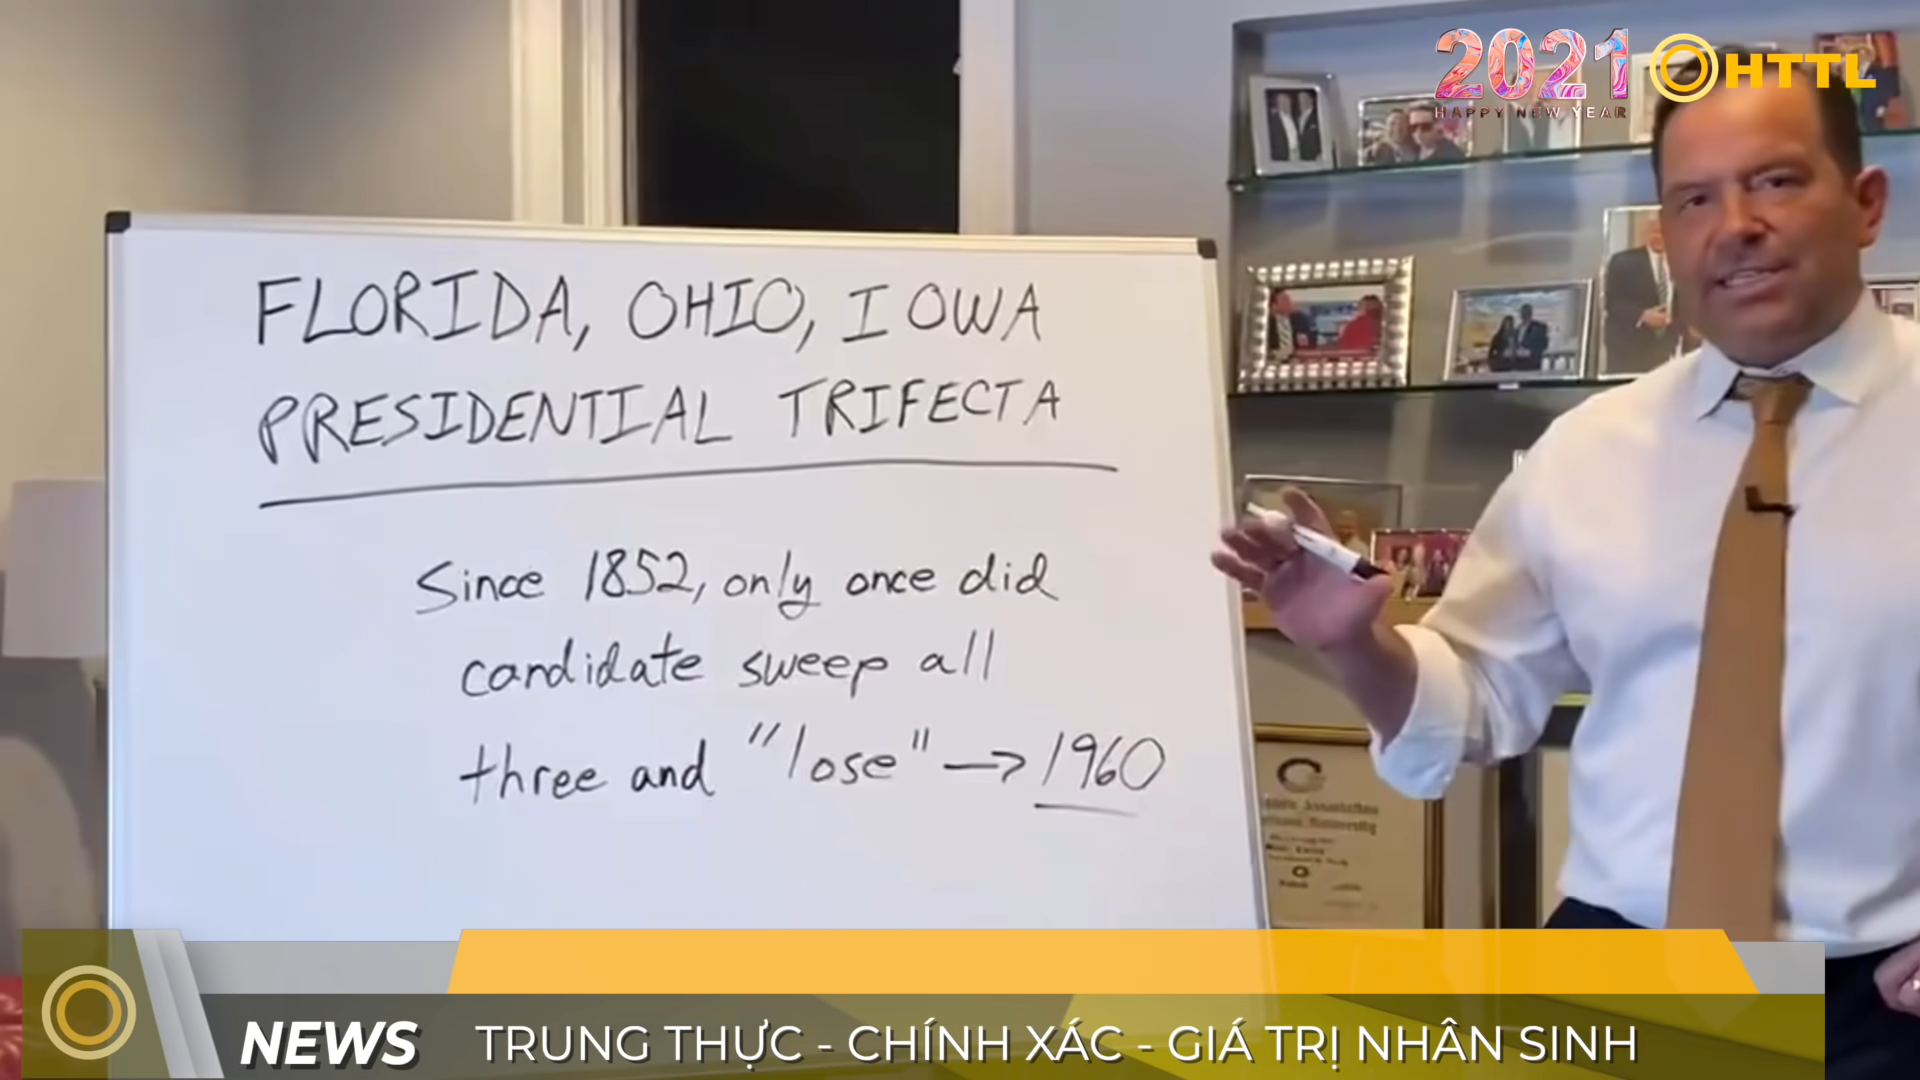 2021
HAPPY NEW YEAR
HTTL
FLORIDA, OHIO, IOWA
PRESIDENTIAL TRIFECTA
Since 1852, only once did
candidate sweep all
three and "lose" → 1960
NEWS
TRUNG THỰC - CHÍNH XÁC - GIÁ TRỊ NHÂN SINH